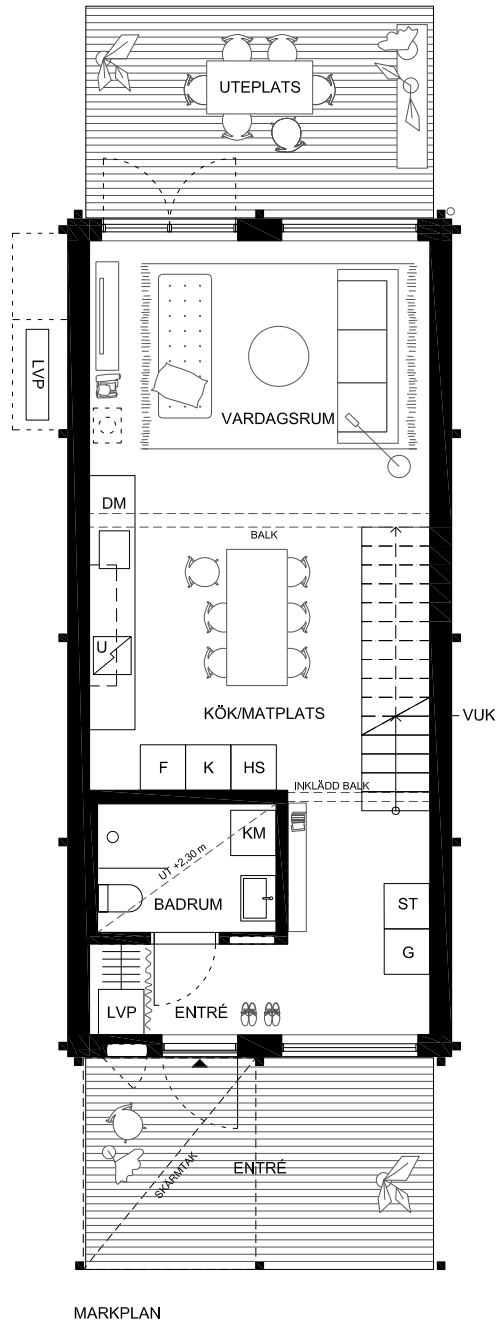 UTEPLATS
LVP
VARDAGSRUM
DM
BALK
U
KÖK/MATPLATS
VUK
F K HS
INKLÄDD BALK
KM
UT +2,30 m
BADRUM
ST
G
LVP
ENTRÉ
ENTRÉ
SKÄRMTAK
MARKPLAN